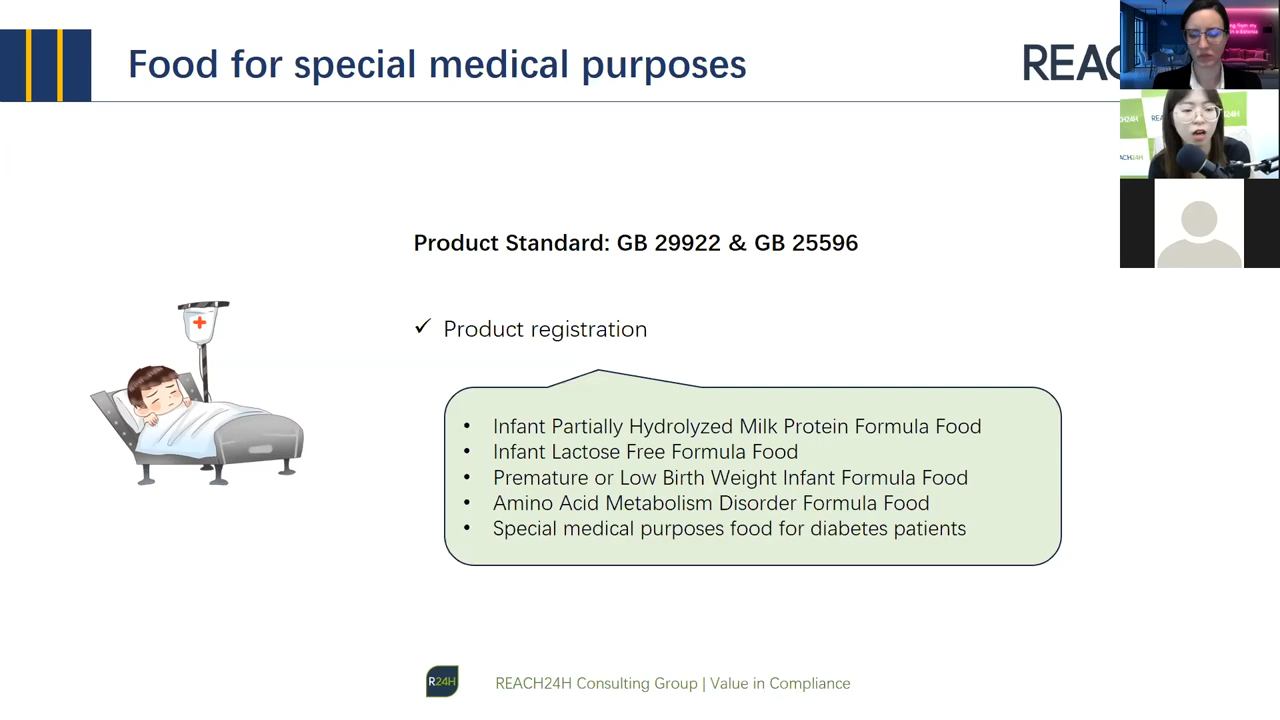 Food for special medical purposes
REAC
Product Standard: GB 29922 & GB 25596
✓ Product registration
• Infant Partially Hydrolyzed Milk Protein Formula Food
• Infant Lactose Free Formula Food
• Premature or Low Birth Weight Infant Formula Food
• Amino Acid Metabolism Disorder Formula Food
• Special medical purposes food for diabetes patients
R24H
REACH24H Consulting Group | Value in Compliance